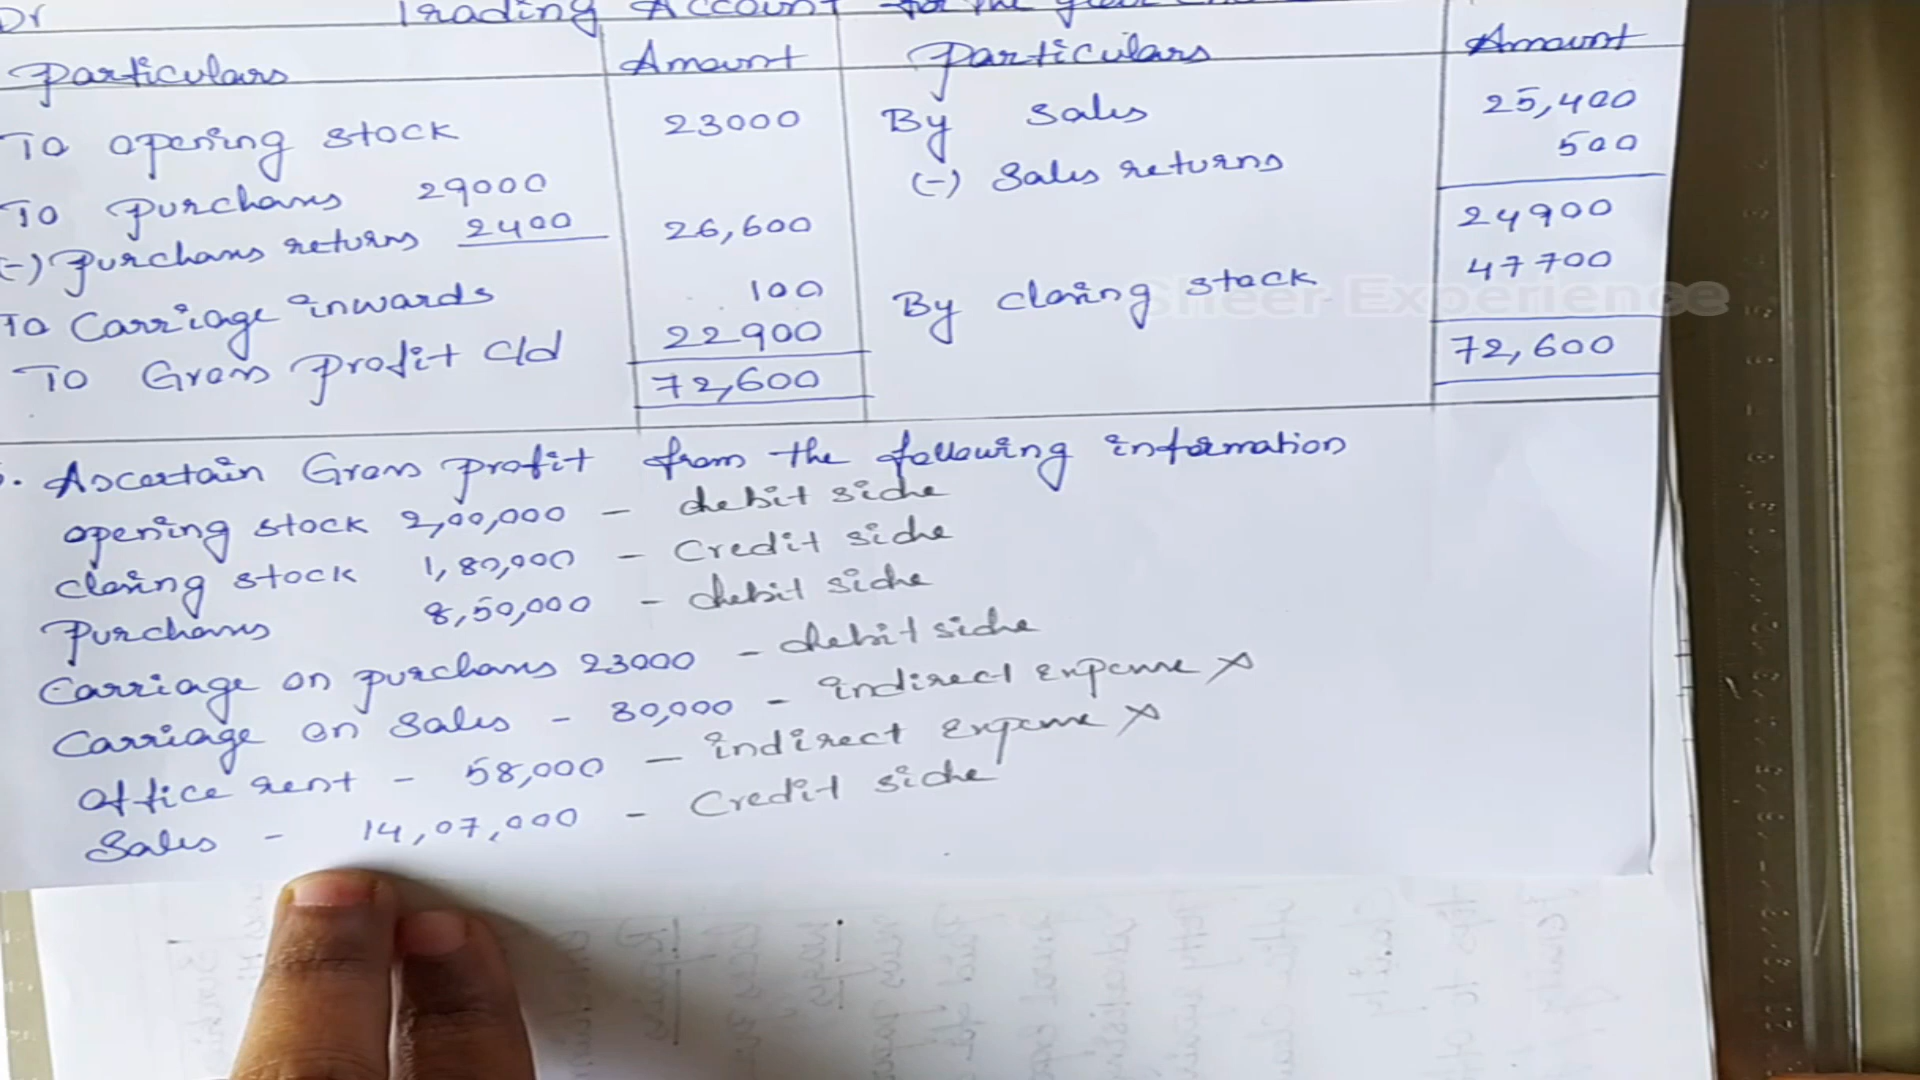 Dr Trading Account for the year
Particulars Amount Particulars Amount
To opening stock 23000 By Sales 25,400
(-) Sales returns 500
To purchases 29000 24900
(-) Purchases returns 2400 26,600
To Carriage inwards 100 By closing stock 47700
To Gross profit c/d 22900
72,600 72,600
Sheer Experience
. Ascertain Gross profit from the following information
opening stock 2,00,000 - debit side
closing stock 1,80,000 - Credit side
Purchases 8,50,000 - debit side
Carriage on purchases 23000 - debit side
Carriage on Sales - 30,000 - indirect expense X
office rent - 58,000 - indirect expense X
Sales - 14,07,000 - Credit side